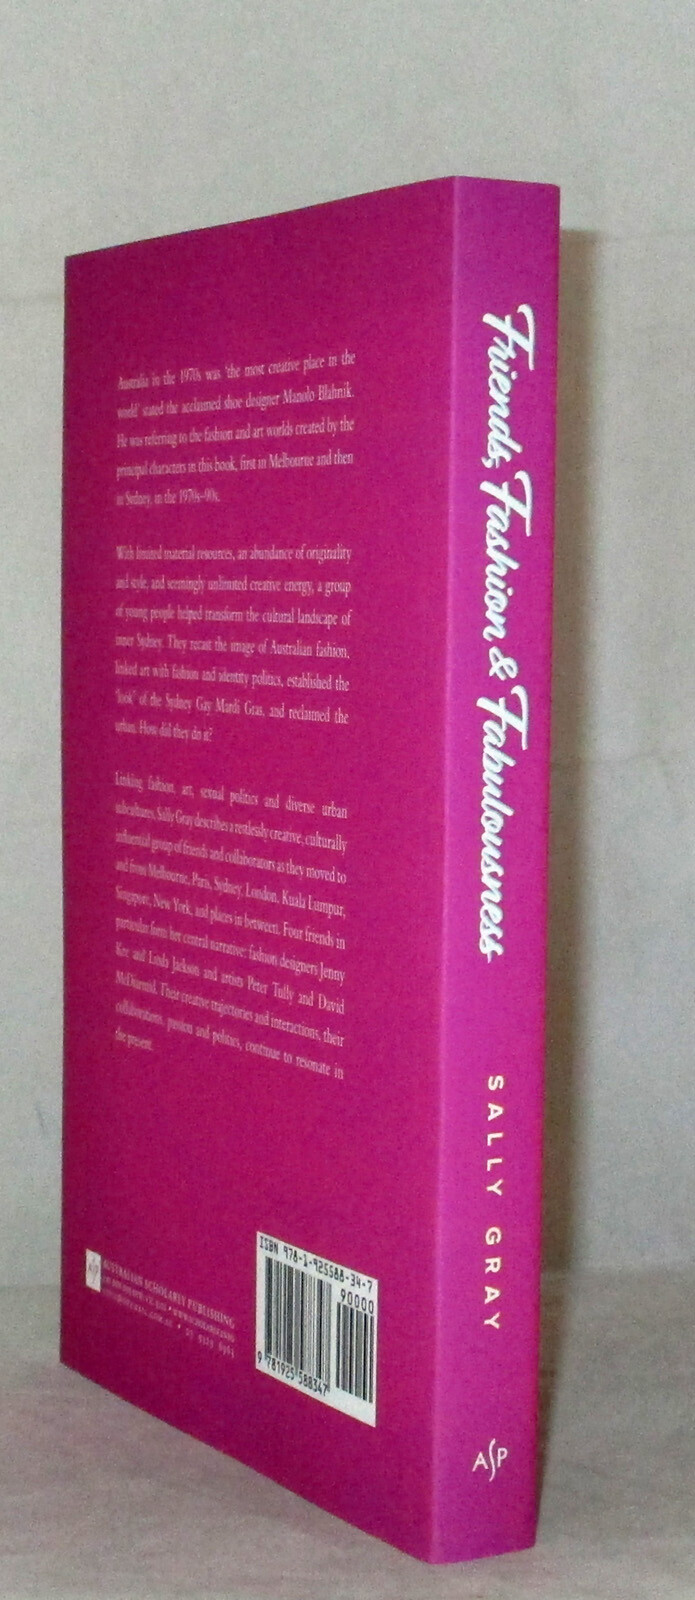 Australia in the 1970s was 'the most creative place in the
world' stated the acclaimed shoe designer Manolo Blahnik.
He was referring to the fashion and art worlds created by the
principal characters in this book, first in Melbourne and then
in Sydney, in the 1970s–90s.
With limited material resources, an abundance of originality
and style, and seemingly unlimited creative energy, a group
of young people helped transform the cultural landscape of
inner Sydney. They recast the image of Australian fashion,
linked art with fashion and identity politics, established the
'look' of the Sydney Gay Mardi Gras, and reclaimed the
urban. How did they do it?
Linking fashion, art, sexual politics and diverse urban
subcultures, Sally Gray describes a restlessly creative, culturally
influential group of friends and collaborators as they moved to
and from Melbourne, Paris, Sydney, London, Kuala Lumpur,
Singapore, New York, and places in between. Four friends in
particular form her central narrative: fashion designers Jenny
Kee and Linda Jackson and artists Peter Tully and David
McDiarmid. Their creative trajectories and interactions, their
collaborations, passion and politics, continue to resonate in
the present.
AUSTRALIAN SCHOLARLY PUBLISHING
ISBN 978-1-925588-34-7
90000
9 781925 588347
Friends, Fashion & Fabulousness
SALLY GRAY
ASP